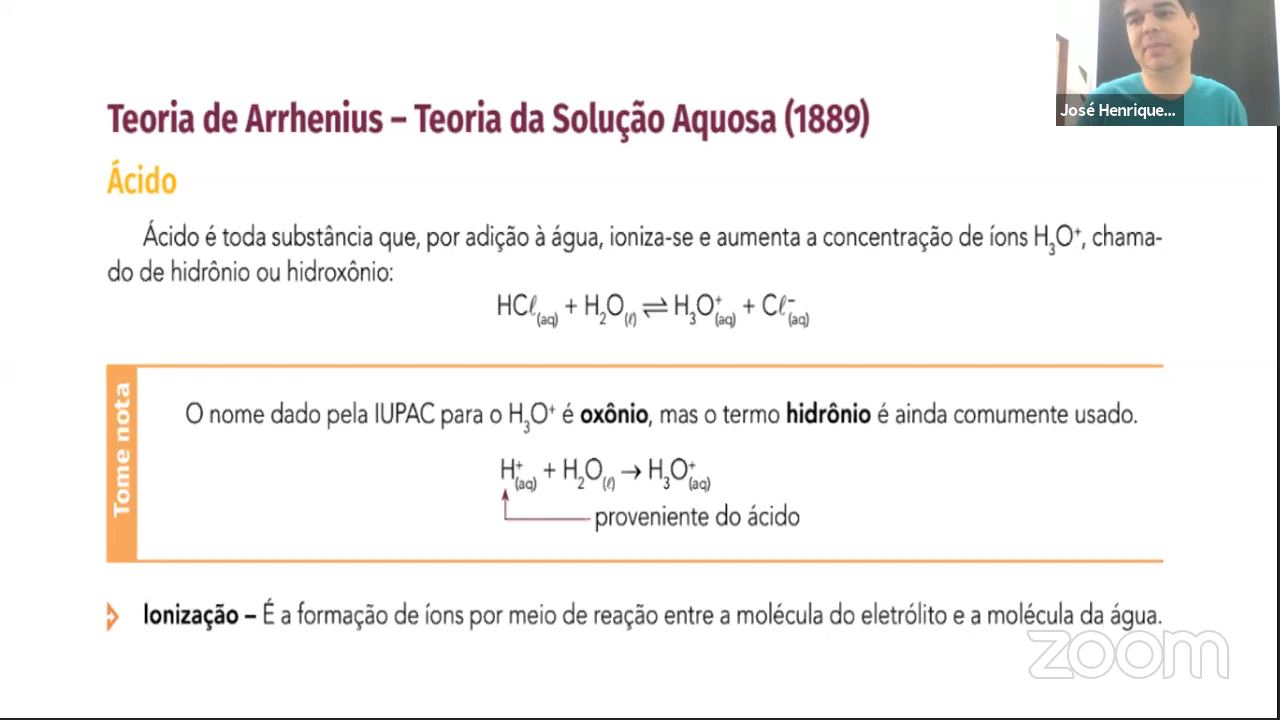 José Henrique...
Teoria de Arrhenius – Teoria da Solução Aquosa (1889)
Ácido
Ácido é toda substância que, por adição à água, ioniza-se e aumenta a concentração de íons H₃O⁺, chama-
do de hidrônio ou hidroxônio:
HCℓ(aq) + H₂O(ℓ) ⇌ H₃O⁺(aq) + Cℓ⁻(aq)
Tome nota
O nome dado pela IUPAC para o H₃O⁺ é oxônio, mas o termo hidrônio é ainda comumente usado.
H⁺(aq) + H₂O(ℓ) → H₃O⁺(aq)
proveniente do ácido
Ionização – É a formação de íons por meio de reação entre a molécula do eletrólito e a molécula da água.
zoom